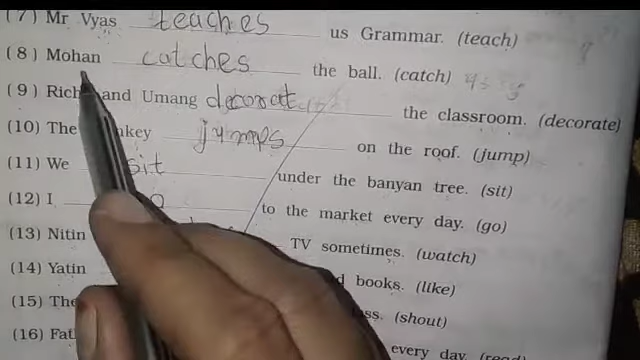 (7) Mr Vyas teaches us Grammar. (teach)
(8) Mohan catches the ball. (catch)
(9) and Umang decorat the classroom. (decorate)
(10) The jumps on the roof. (jump)
(11) We sit under the banyan tree. (sit)
(12) I to the market every day. (go)
(13) Nitin TV sometimes. (watch)
(14) Yatin books. (like)
(15) (shout)
(16) every day. (read)